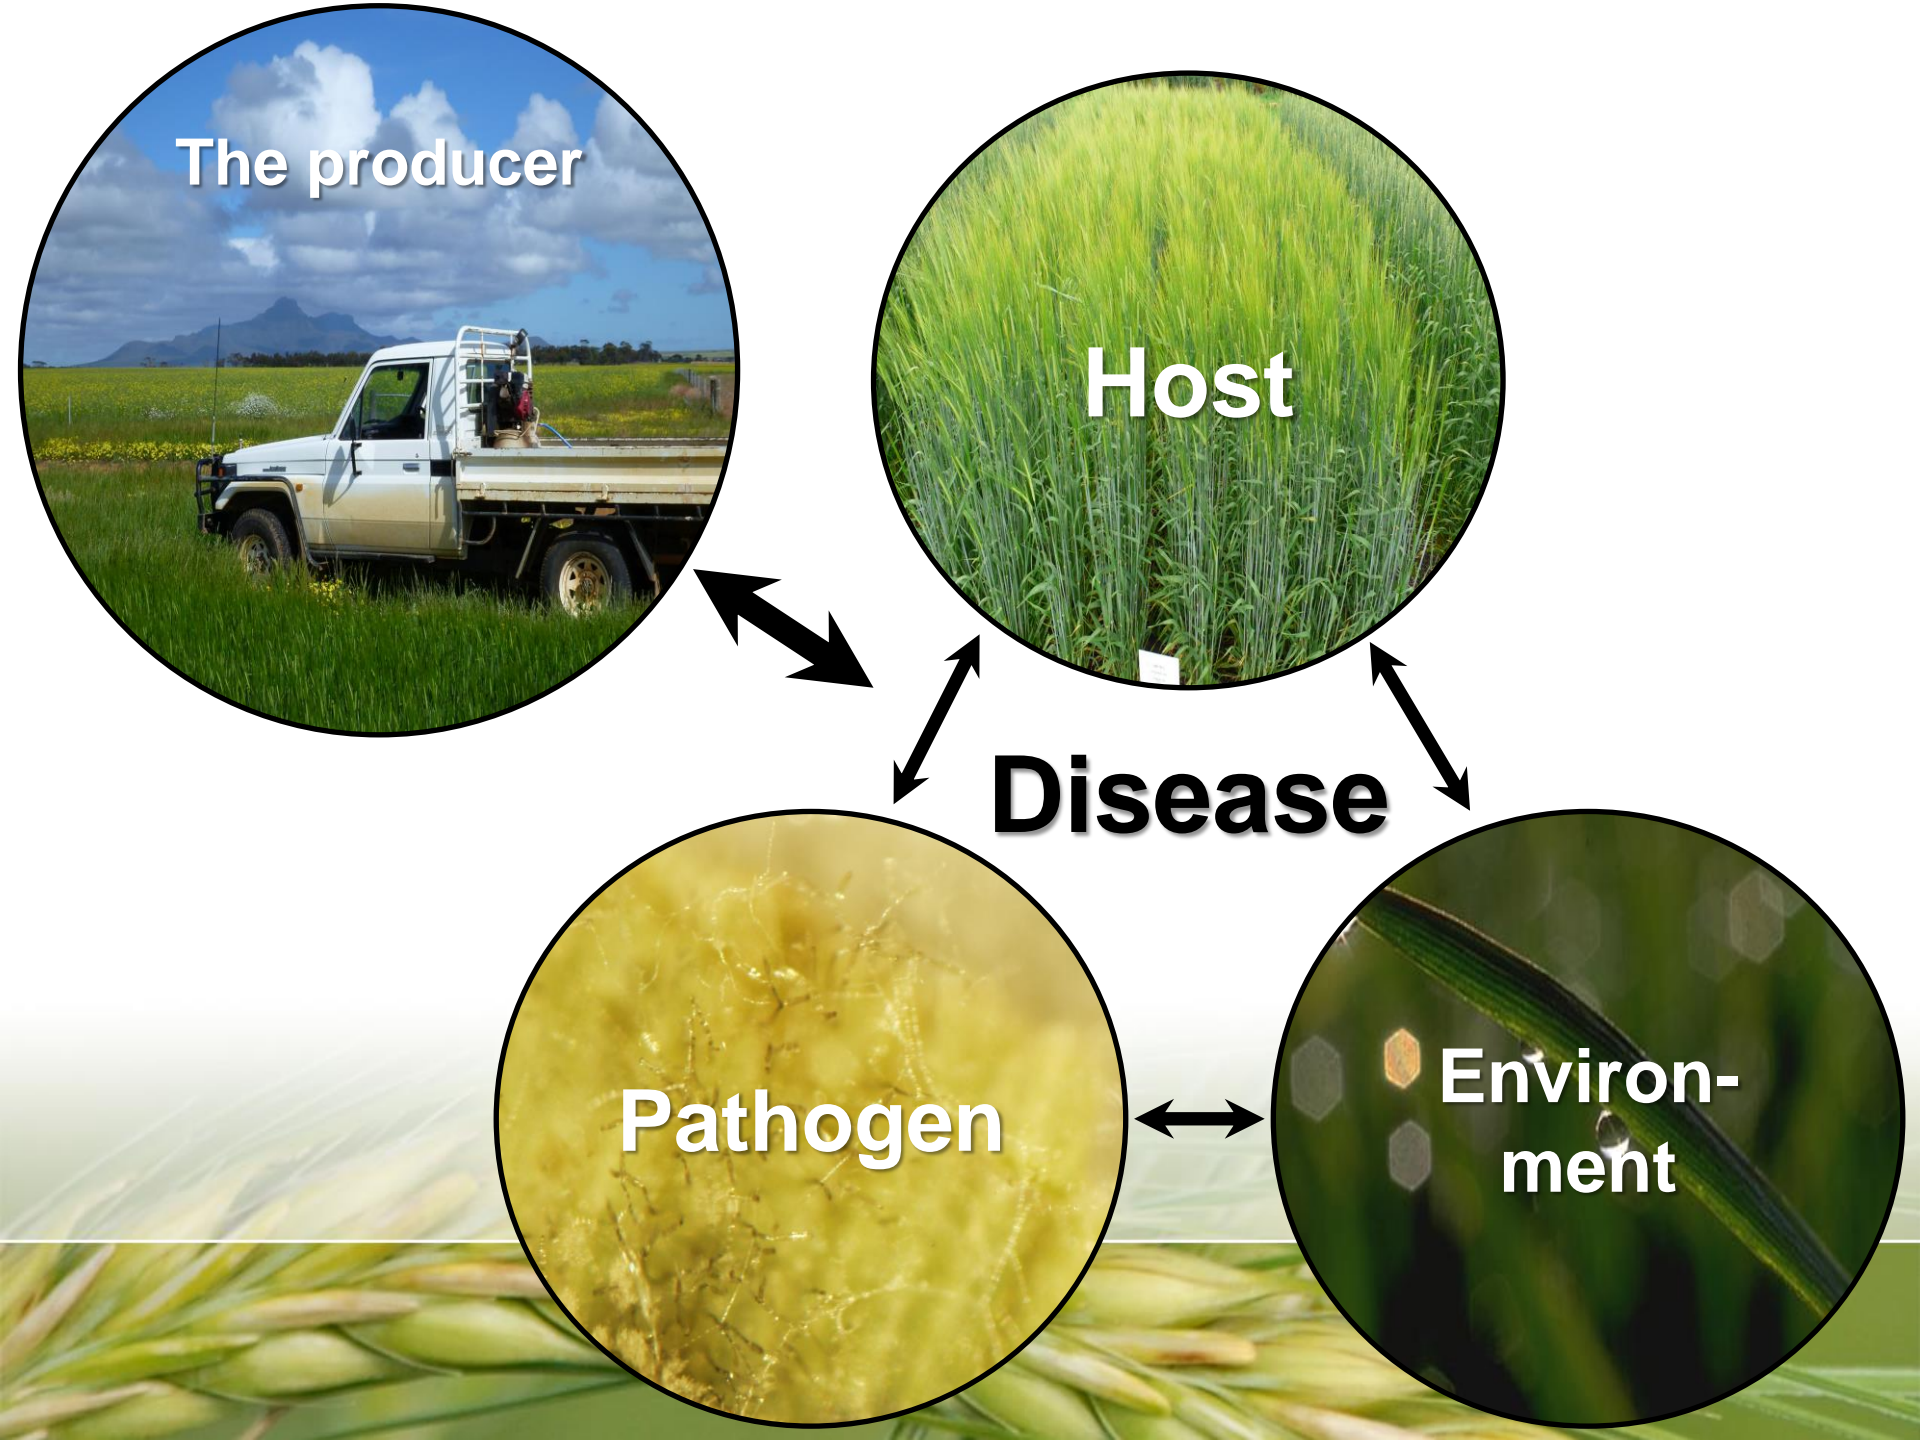 The producer
Host
Disease
Pathogen
Environ-
ment